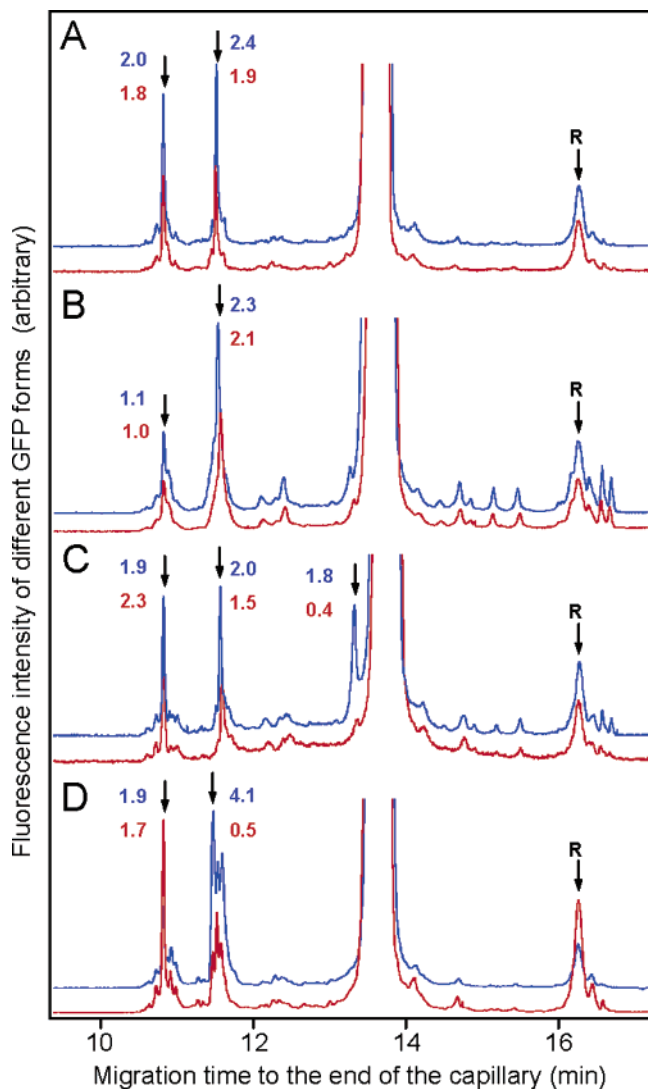 Fluorescence intensity of different GFP forms (arbitrary)
A
2.0
1.8
2.4
1.9
R
B
1.1
1.0
2.3
2.1
R
C
1.9
2.3
2.0
1.5
1.8
0.4
R
D
1.9
1.7
4.1
0.5
R
10 12 14 16
Migration time to the end of the capillary (min)